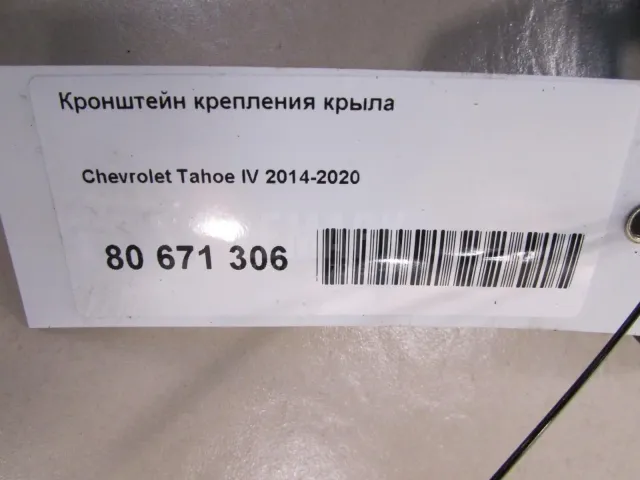 Кронштейн крепления крыла
Chevrolet Tahoe IV 2014-2020
80 671 306